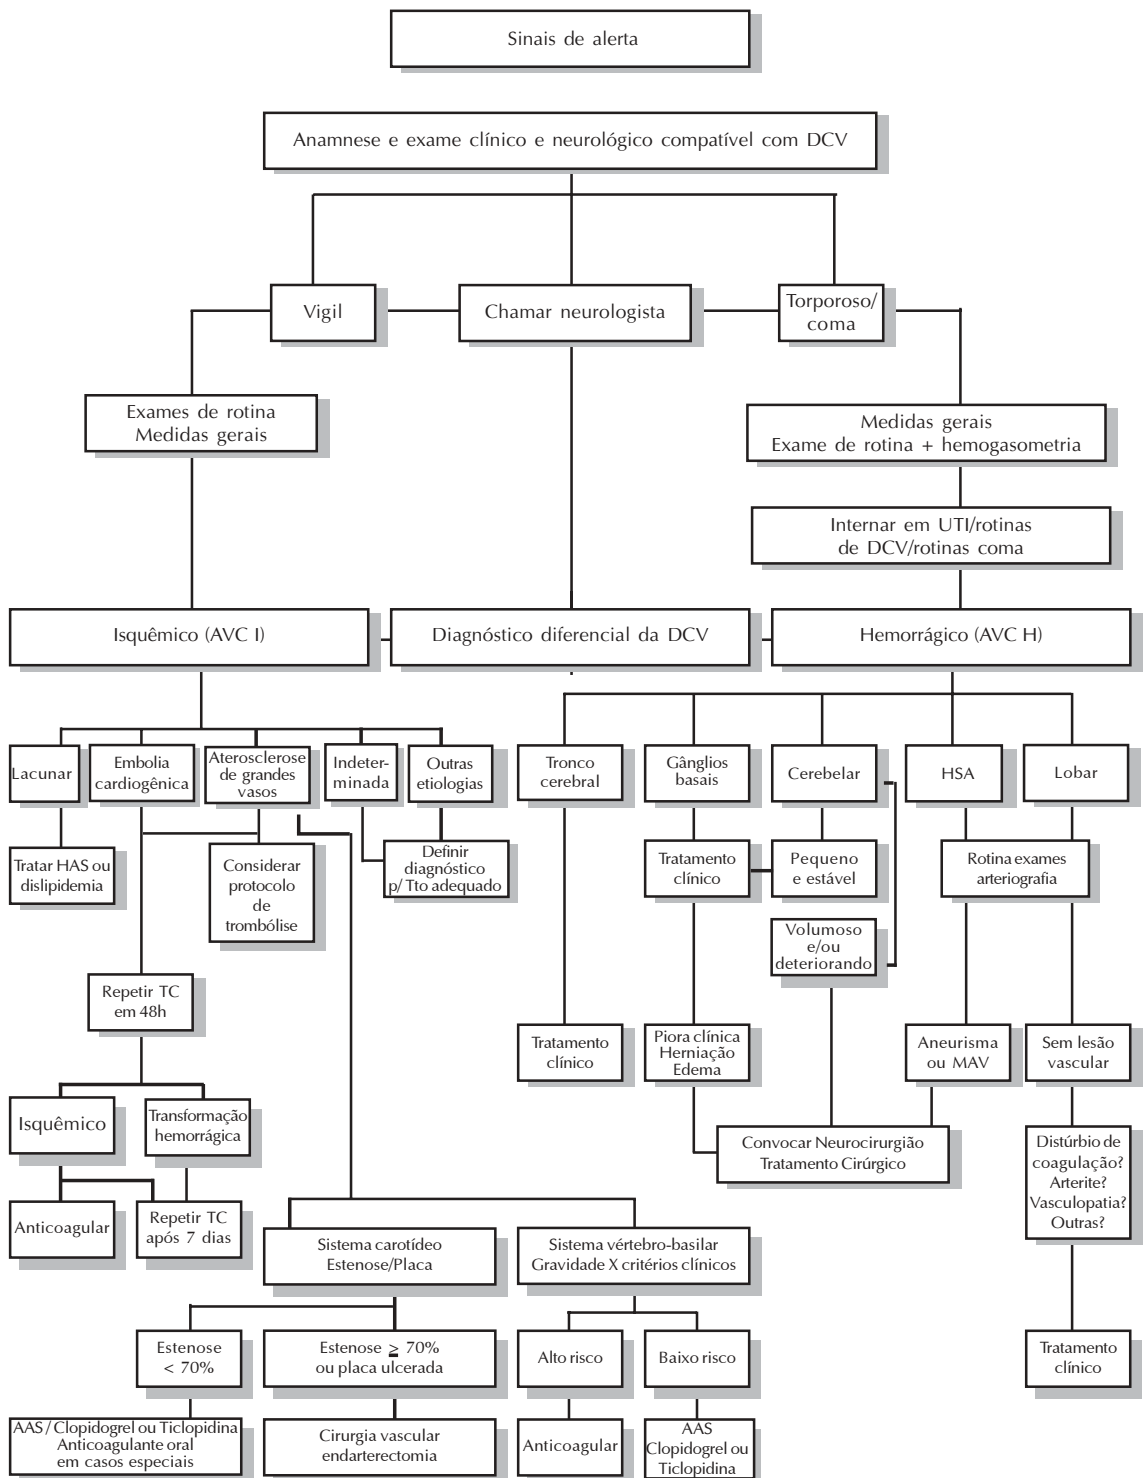 Sinais de alerta
Anamnese e exame clínico e neurológico compatível com DCV
Vigil
Chamar neurologista
Torporoso/
coma
Exames de rotina
Medidas gerais
Medidas gerais
Exame de rotina + hemogasometria
Internar em UTI/rotinas
de DCV/rotinas coma
Isquêmico (AVC I)
Diagnóstico diferencial da DCV
Hemorrágico (AVC H)
Lacunar
Embolia
cardiogênica
Aterosclerose
de grandes
vasos
Indeter-
minada
Outras
etiologias
Tronco
cerebral
Gânglios
basais
Cerebelar
HSA
Lobar
Tratar HAS ou
dislipidemia
Considerar
protocolo
de
trombólise
Definir
diagnóstico
p/ Tto adequado
Tratamento
clínico
Pequeno
e estável
Rotina exames
arteriografia
Volumoso
e/ou
deteriorando
Repetir TC
em 48h
Tratamento
clínico
Piora clínica
Herniação
Edema
Aneurisma
ou MAV
Sem lesão
vascular
Isquêmico
Transformação
hemorrágica
Convocar Neurocirurgião
Tratamento Cirúrgico
Distúrbio de
coagulação?
Arterite?
Vasculopatia?
Outras?
Anticoagular
Repetir TC
após 7 dias
Sistema carotídeo
Estenose/Placa
Sistema vértebro-basilar
Gravidade X critérios clínicos
Estenose
< 70%
Estenose ≥ 70%
ou placa ulcerada
Alto risco
Baixo risco
Tratamento
clínico
AAS/Clopidogrel ou Ticlopidina
Anticoagulante oral
em casos especiais
Cirurgia vascular
endarterectomia
Anticoagular
AAS
Clopidogrel ou
Ticlopidina